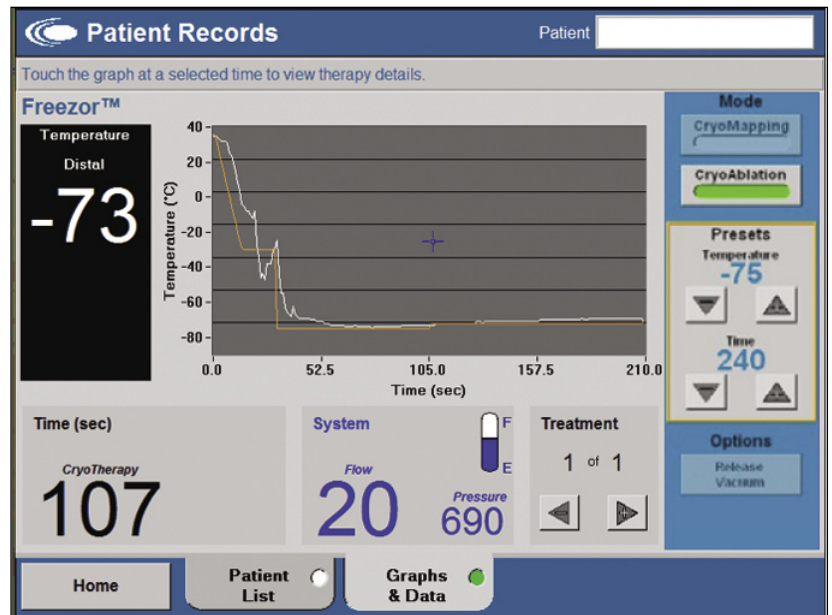 Patient Records
Patient
Touch the graph at a selected time to view therapy details.
Freezor™
Temperature
Distal
-73
Temperature (°C)
40
20
0
-20
-40
-60
-80
0.0 52.5 105.0 157.5 210.0
Time (sec)
Mode
CryoMapping
CryoAblation
Presets
Temperature
-75
Time
240
Options
Release
Vacuum
Time (sec)
CryoTherapy
107
System
F
E
Flow
20
Pressure
690
Treatment
1 of 1
Home
Patient
List
Graphs
& Data